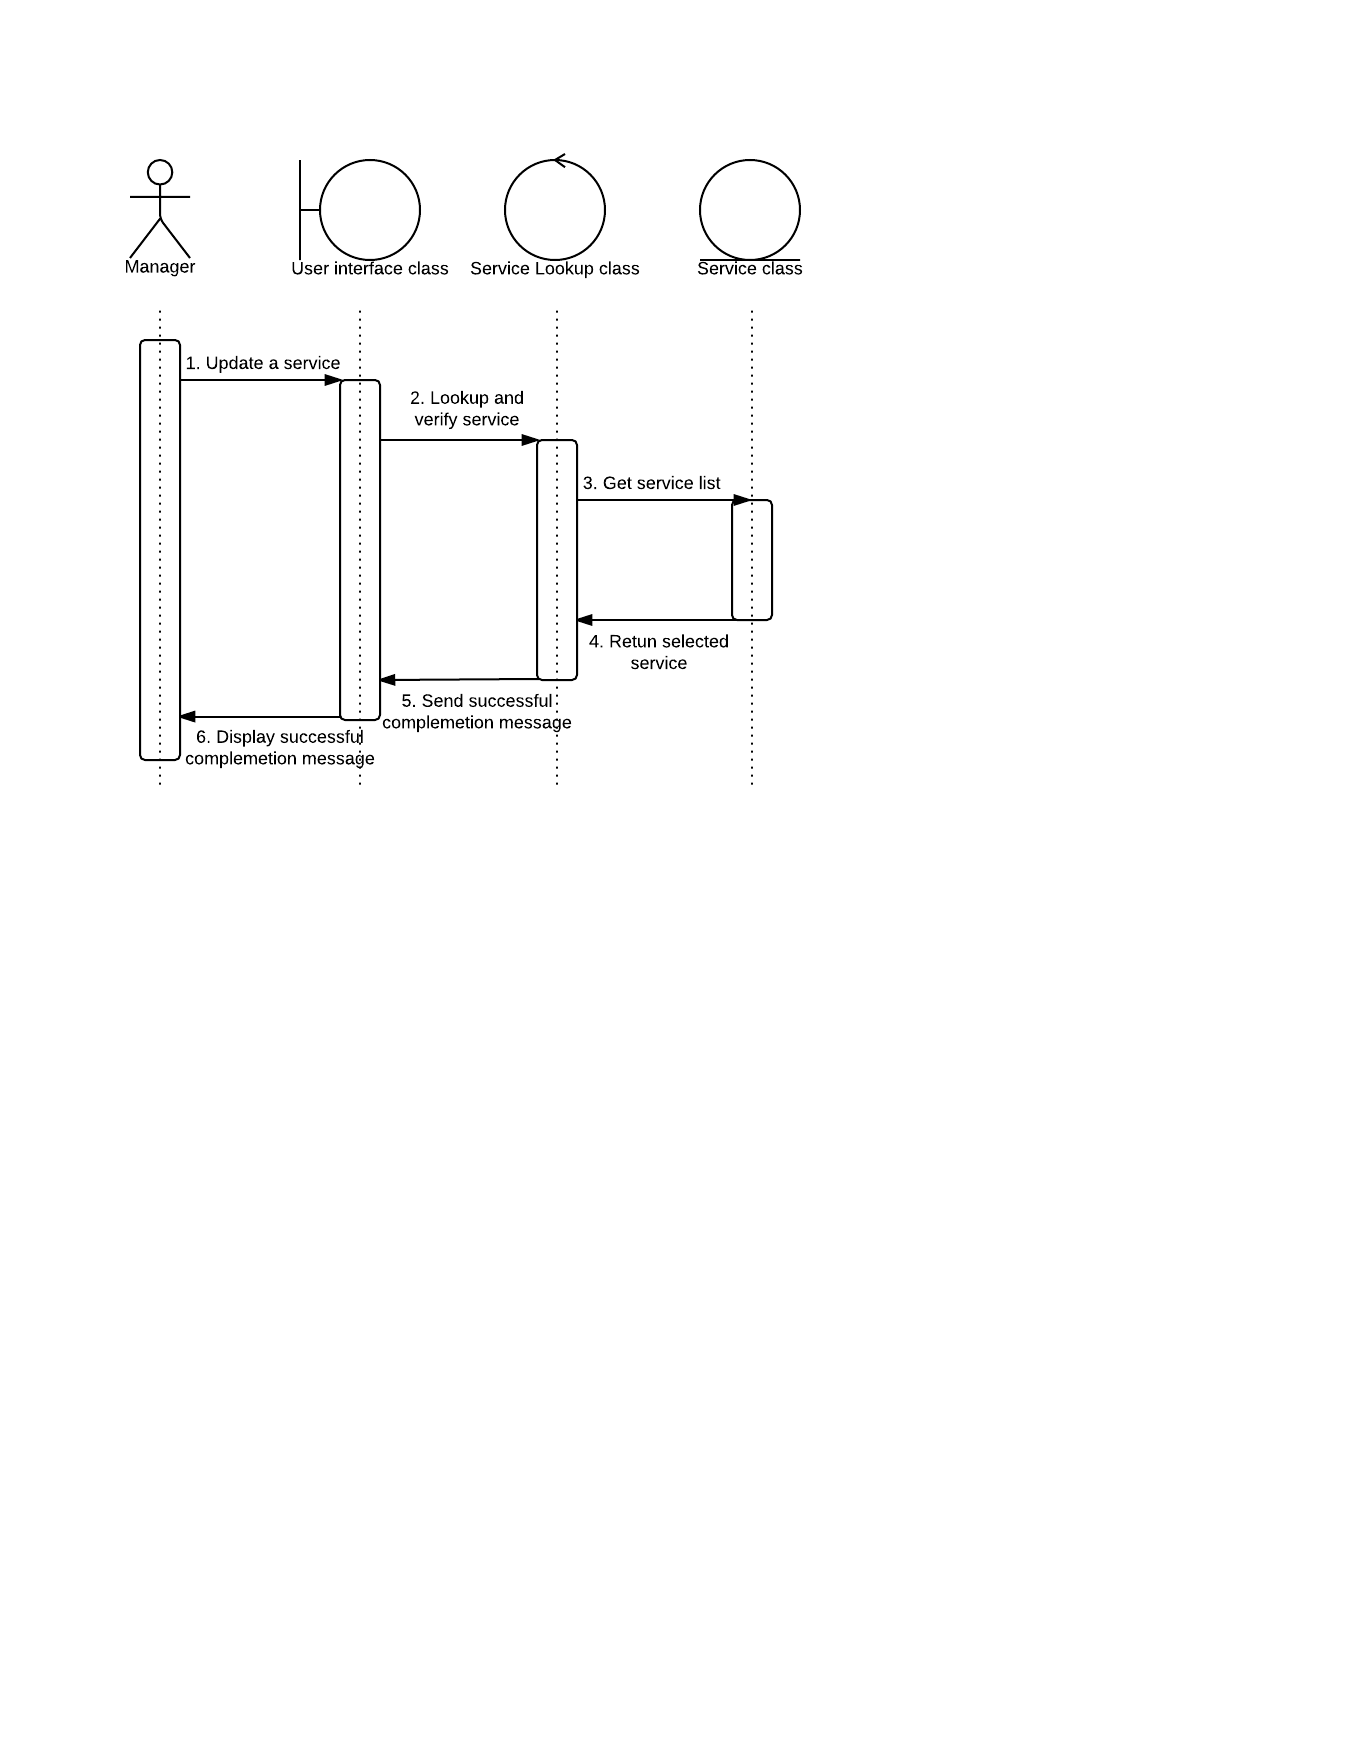 Manager
User interface class
Service Lookup class
Service class
1. Update a service
2. Lookup and
verify service
3. Get service list
4. Retun selected
service
5. Send successful
complemetion message
6. Display successful
complemetion message